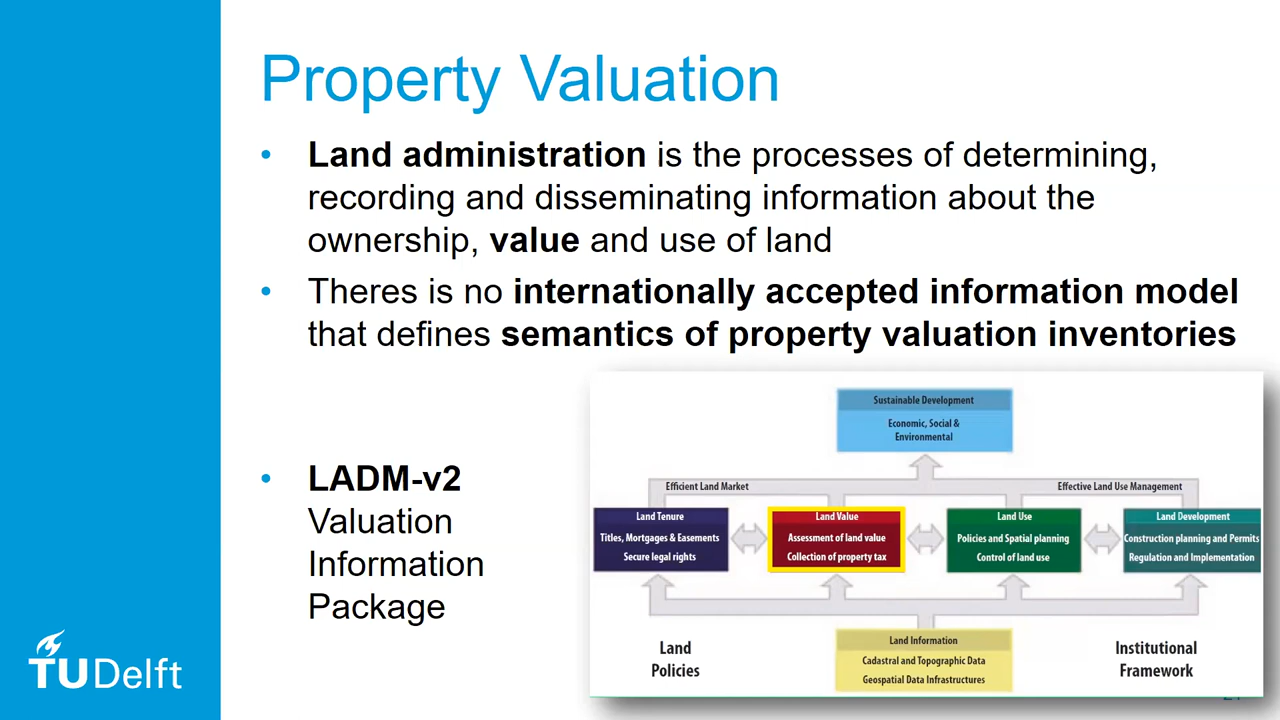 Property Valuation
• Land administration is the processes of determining,
recording and disseminating information about the
ownership, value and use of land
• Theres is no internationally accepted information model
that defines semantics of property valuation inventories
• LADM-v2
Valuation
Information
Package
Sustainable Development
Economic, Social &
Environmental
Efficient Land Market
Effective Land Use Management
Land Tenure
Titles, Mortgages & Easements
Secure legal rights
Land Value
Assessment of land value
Collection of property tax
Land Use
Policies and Spatial planning
Control of land use
Land Development
Construction planning and Permits
Regulation and Implementation
Land
Policies
Land Information
Cadastral and Topographic Data
Geospatial Data Infrastructures
Institutional
Framework
TUDelft